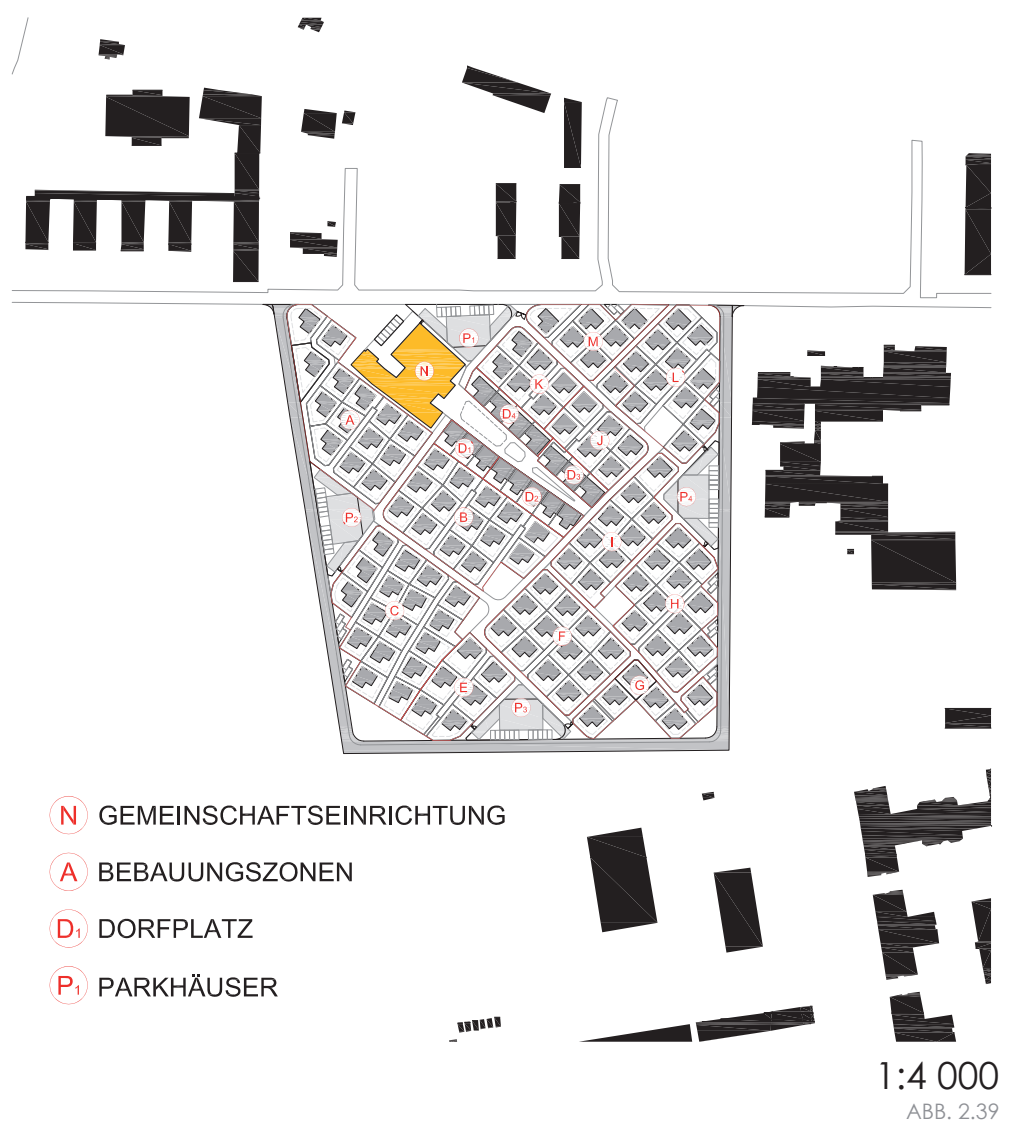 M
P1
N
L
K
D4
A
J
D1
D3
D2
P4
P2
B
I
C
H
F
E
G
P3
N GEMEINSCHAFTSEINRICHTUNG
A BEBAUUNGSZONEN
D1 DORFPLATZ
P1 PARKHÄUSER
1:4 000
ABB. 2.39